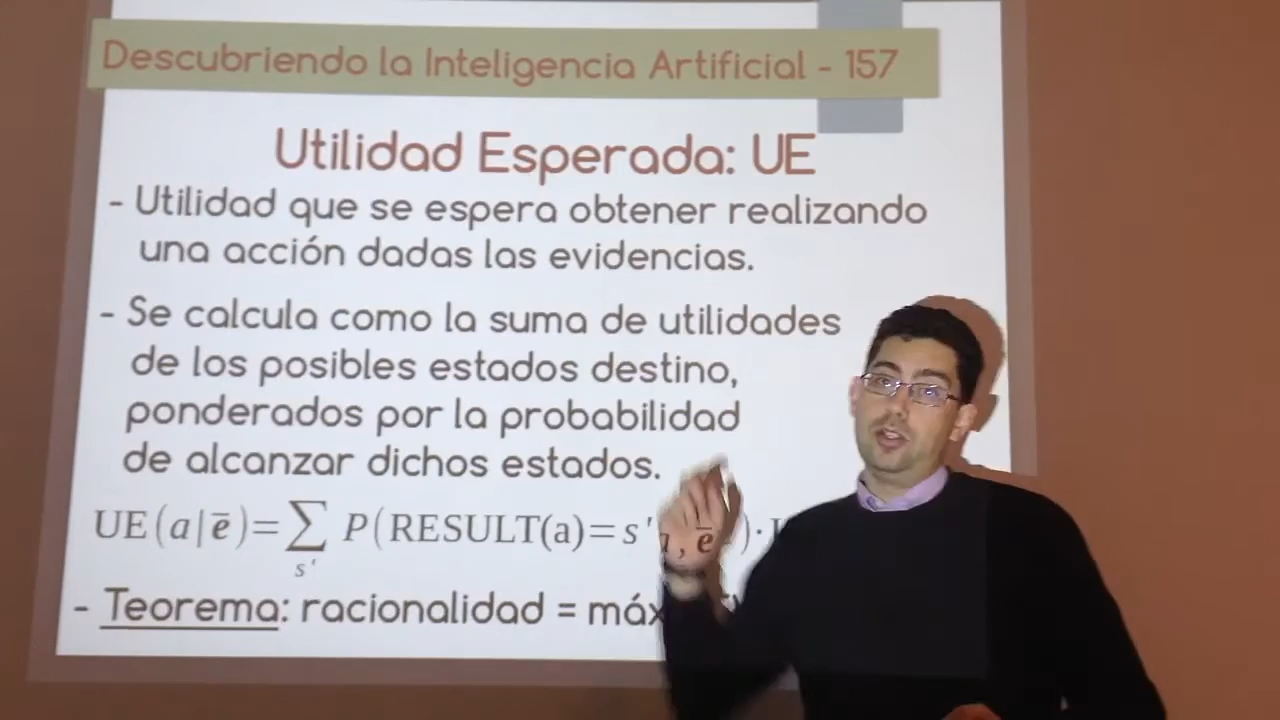 Descubriendo la Inteligencia Artificial - 157
Utilidad Esperada: UE
- Utilidad que se espera obtener realizando
una acción dadas las evidencias.
- Se calcula como la suma de utilidades
de los posibles estados destino,
ponderados por la probabilidad
de alcanzar dichos estados.
UE(a|ē)=∑ P(RESULT(a)=s' a, ē)·
s'
- Teorema: racionalidad = máx